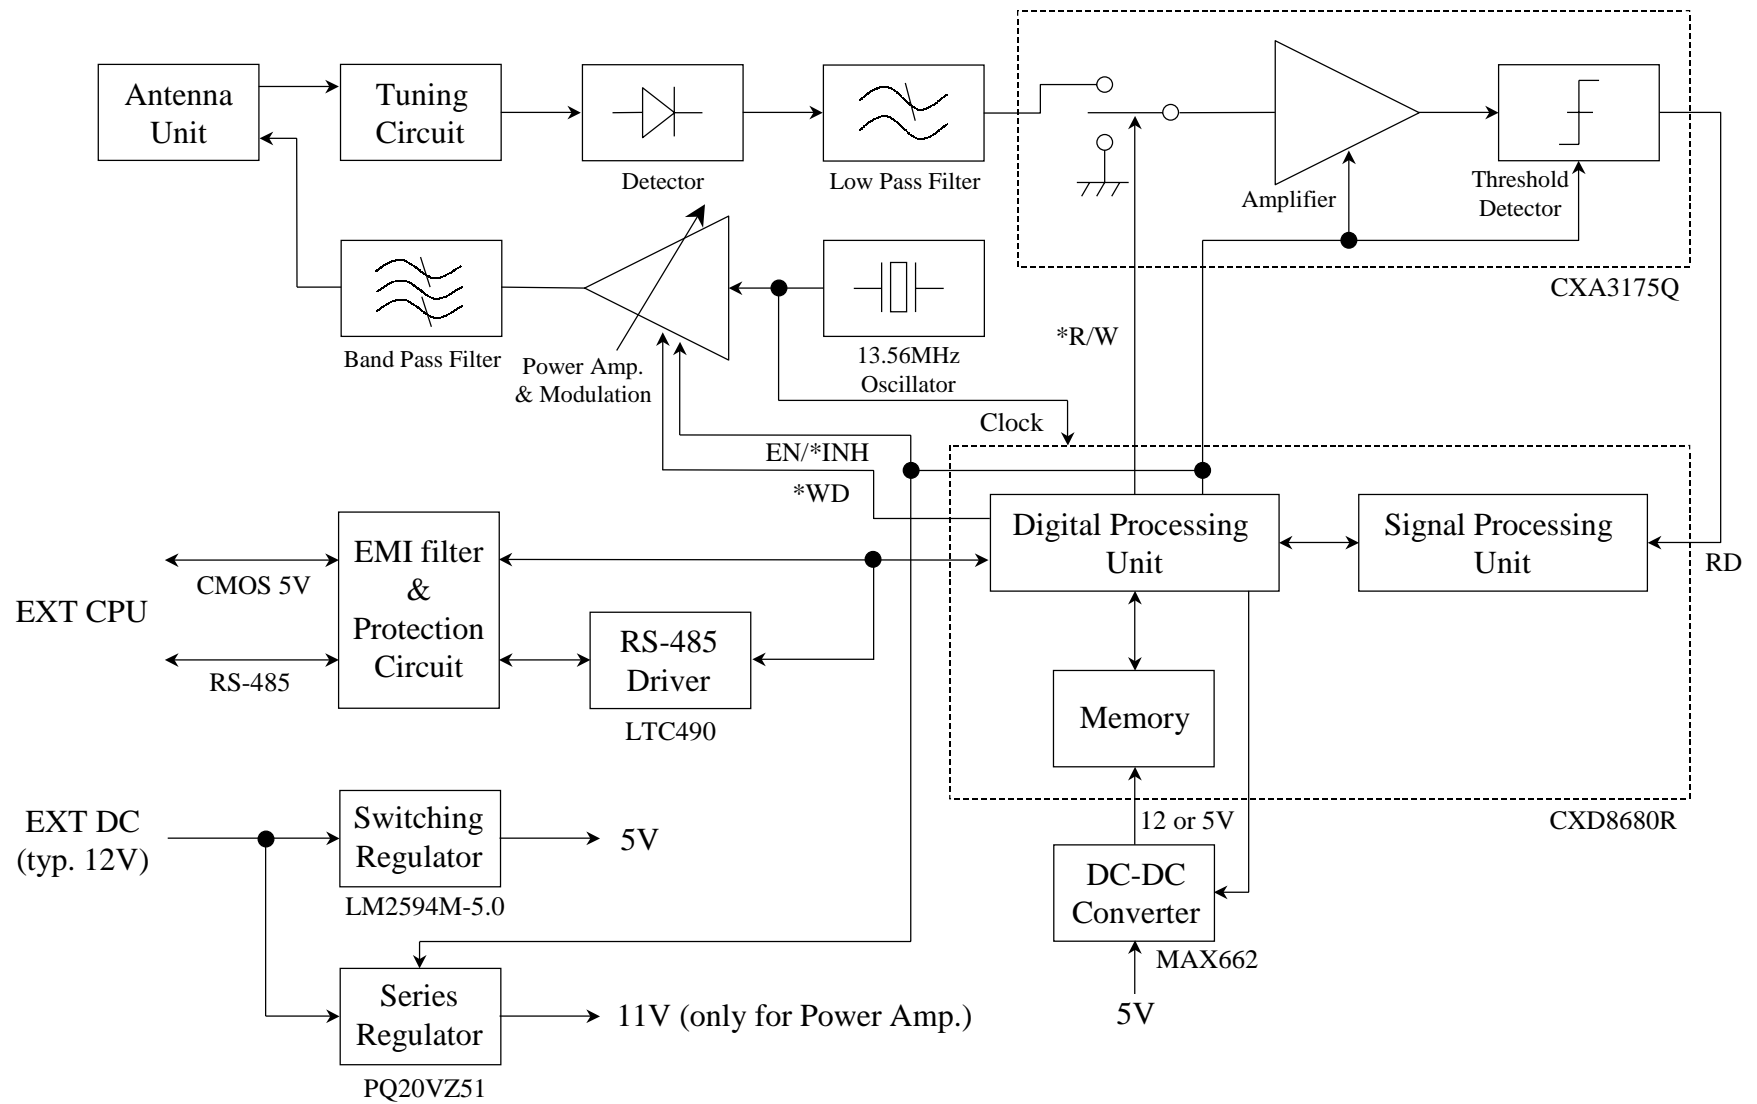 Antenna
Unit
Tuning
Circuit
Detector
Low Pass Filter
Amplifier
Threshold
Detector
CXA3175Q
Band Pass Filter
Power Amp.
& Modulation
13.56MHz
Oscillator
*R/W
Clock
EN/*INH
*WD
Digital Processing
Unit
Signal Processing
Unit
RD
EMI filter
&
Protection
Circuit
CMOS 5V
EXT CPU
RS-485
RS-485
Driver
LTC490
Memory
12 or 5V
CXD8680R
EXT DC
(typ. 12V)
Switching
Regulator
5V
LM2594M-5.0
DC-DC
Converter
MAX662
5V
Series
Regulator
11V (only for Power Amp.)
PQ20VZ51